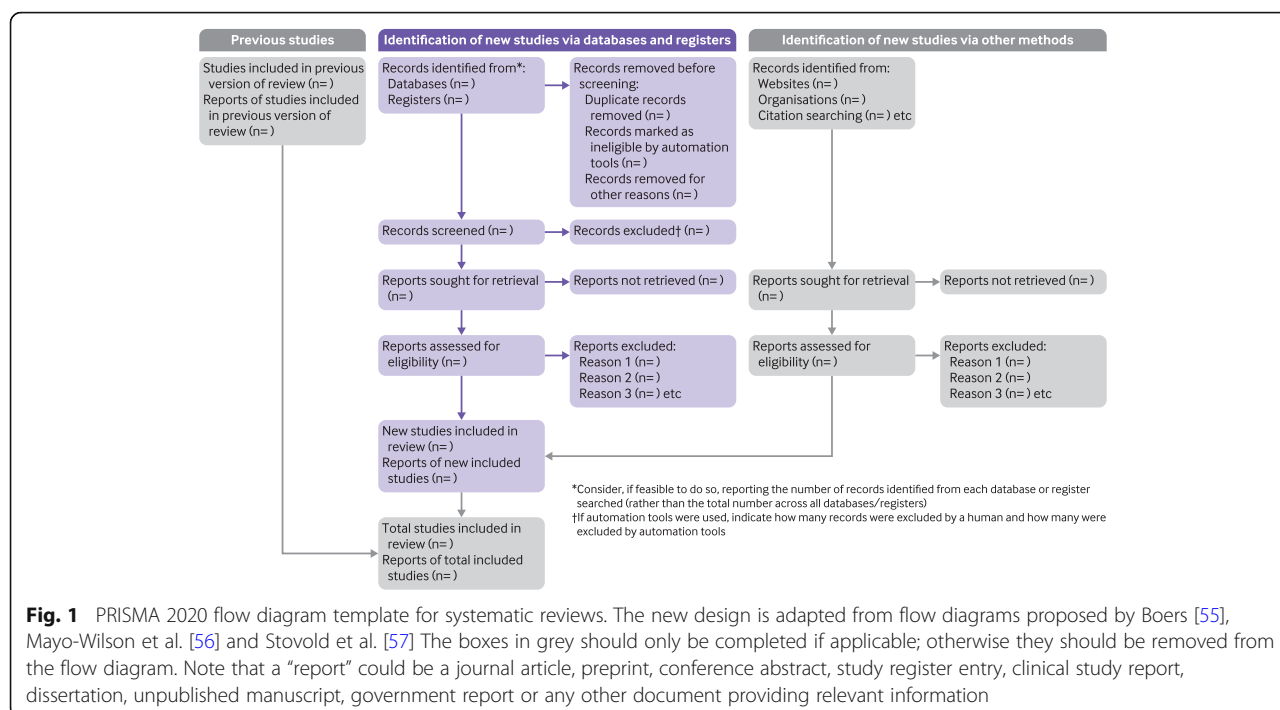 Previous studies
Identification of new studies via databases and registers
Identification of new studies via other methods
Studies included in previous
version of review (n= )
Reports of studies included
in previous version of
review (n= )
Records identified from*:
Databases (n= )
Registers (n= )
Records removed before
screening:
Duplicate records
removed (n= )
Records marked as
ineligible by automation
tools (n= )
Records removed for
other reasons (n= )
Records identified from:
Websites (n= )
Organisations (n= )
Citation searching (n= ) etc
Records screened (n= )
Records excluded† (n= )
Reports sought for retrieval
(n= )
Reports not retrieved (n= )
Reports sought for retrieval
(n= )
Reports not retrieved (n= )
Reports assessed for
eligibility (n= )
Reports excluded:
Reason 1 (n= )
Reason 2 (n= )
Reason 3 (n= ) etc
Reports assessed for
eligibility (n= )
Reports excluded:
Reason 1 (n= )
Reason 2 (n= )
Reason 3 (n= ) etc
New studies included in
review (n= )
Reports of new included
studies (n= )
*Consider, if feasible to do so, reporting the number of records identified from each database or register
searched (rather than the total number across all databases/registers)
†If automation tools were used, indicate how many records were excluded by a human and how many were
excluded by automation tools
Total studies included in
review (n= )
Reports of total included
studies (n= )
Fig. 1 PRISMA 2020 flow diagram template for systematic reviews. The new design is adapted from flow diagrams proposed by Boers [55],
Mayo-Wilson et al. [56] and Stovold et al. [57] The boxes in grey should only be completed if applicable; otherwise they should be removed from
the flow diagram. Note that a “report” could be a journal article, preprint, conference abstract, study register entry, clinical study report,
dissertation, unpublished manuscript, government report or any other document providing relevant information